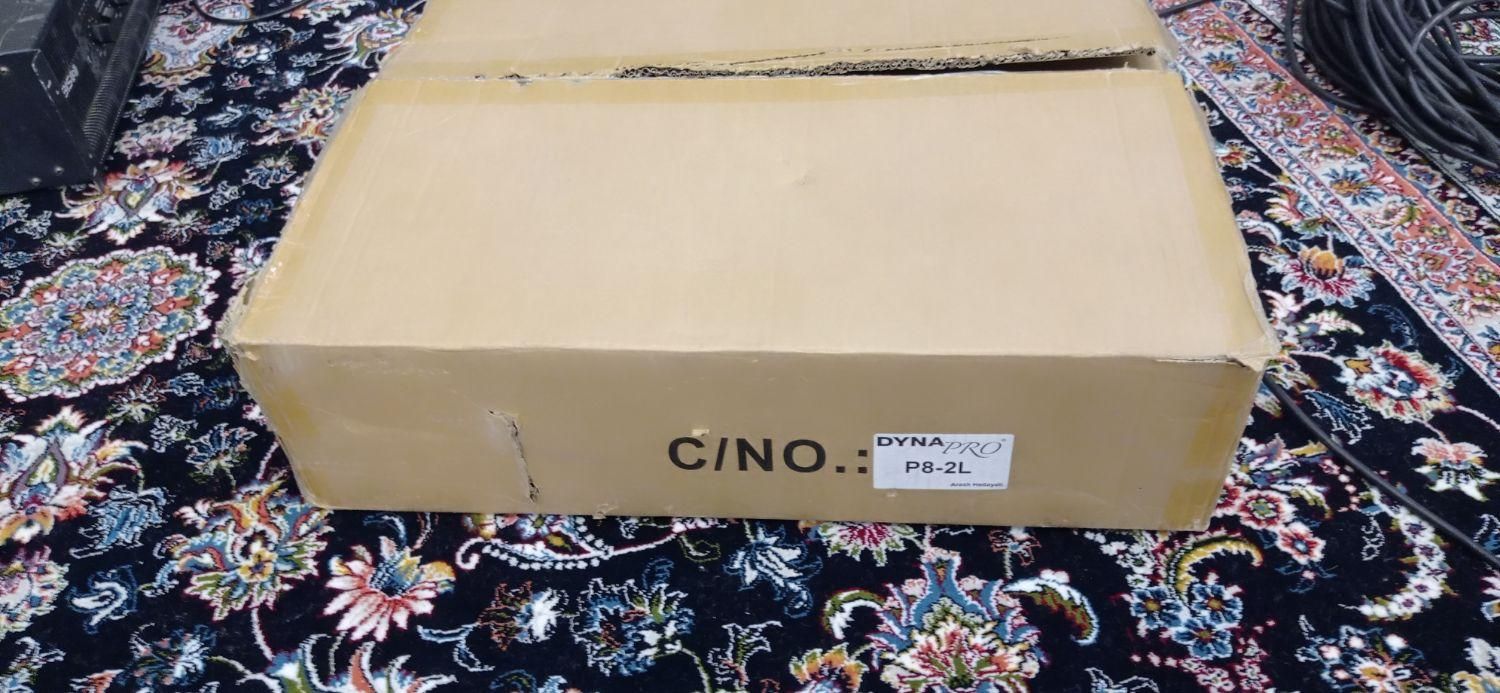 C/NO.:
DYNAPRO®
P8-2L
Arash Hedayati